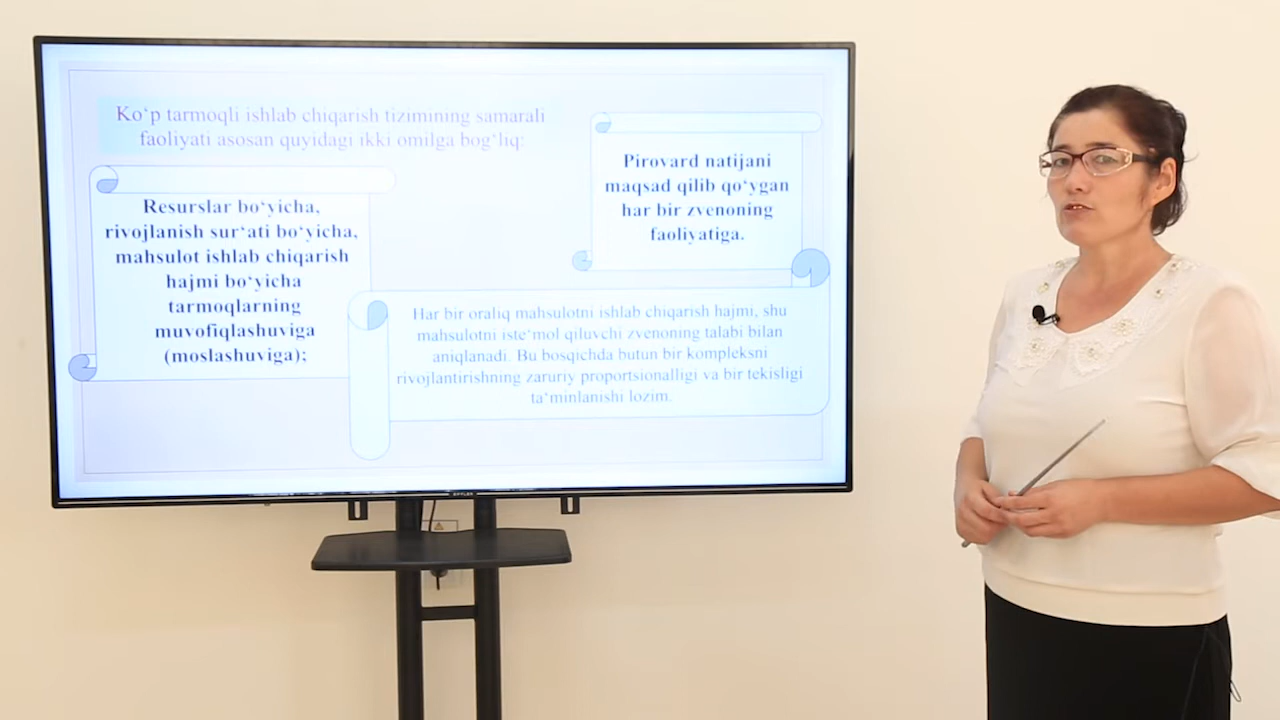 Ko‘p tarmoqli ishlab chiqarish tizimining samarali
faoliyati asosan quyidagi ikki omilga bog‘liq:
Resurslar bo‘yicha,
rivojlanish sur‘ati bo‘yicha,
mahsulot ishlab chiqarish
hajmi bo‘yicha
tarmoqlarning
muvofiqlashuviga
(moslashuviga);
Pirovard natijani
maqsad qilib qo‘ygan
har bir zvenoning
faoliyatiga.
Har bir oraliq mahsulotni ishlab chiqarish hajmi, shu
mahsulotni iste‘mol qiluvchi zvenoning talabi bilan
aniqlanadi. Bu bosqichda butun bir kompleksni
rivojlantirishning zaruriy proportsionalligi va bir tekisligi
ta‘minlanishi lozim.